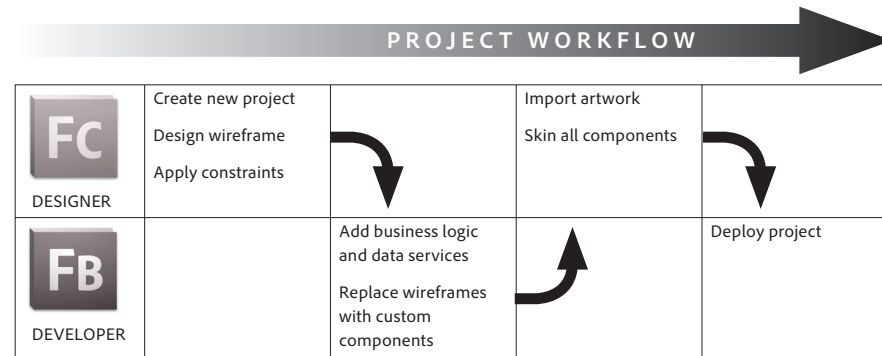 PROJECT WORKFLOW
Fc
DESIGNER
Create new project
Design wireframe
Apply constraints
Import artwork
Skin all components
FB
DEVELOPER
Add business logic
and data services
Replace wireframes
with custom
components
Deploy project